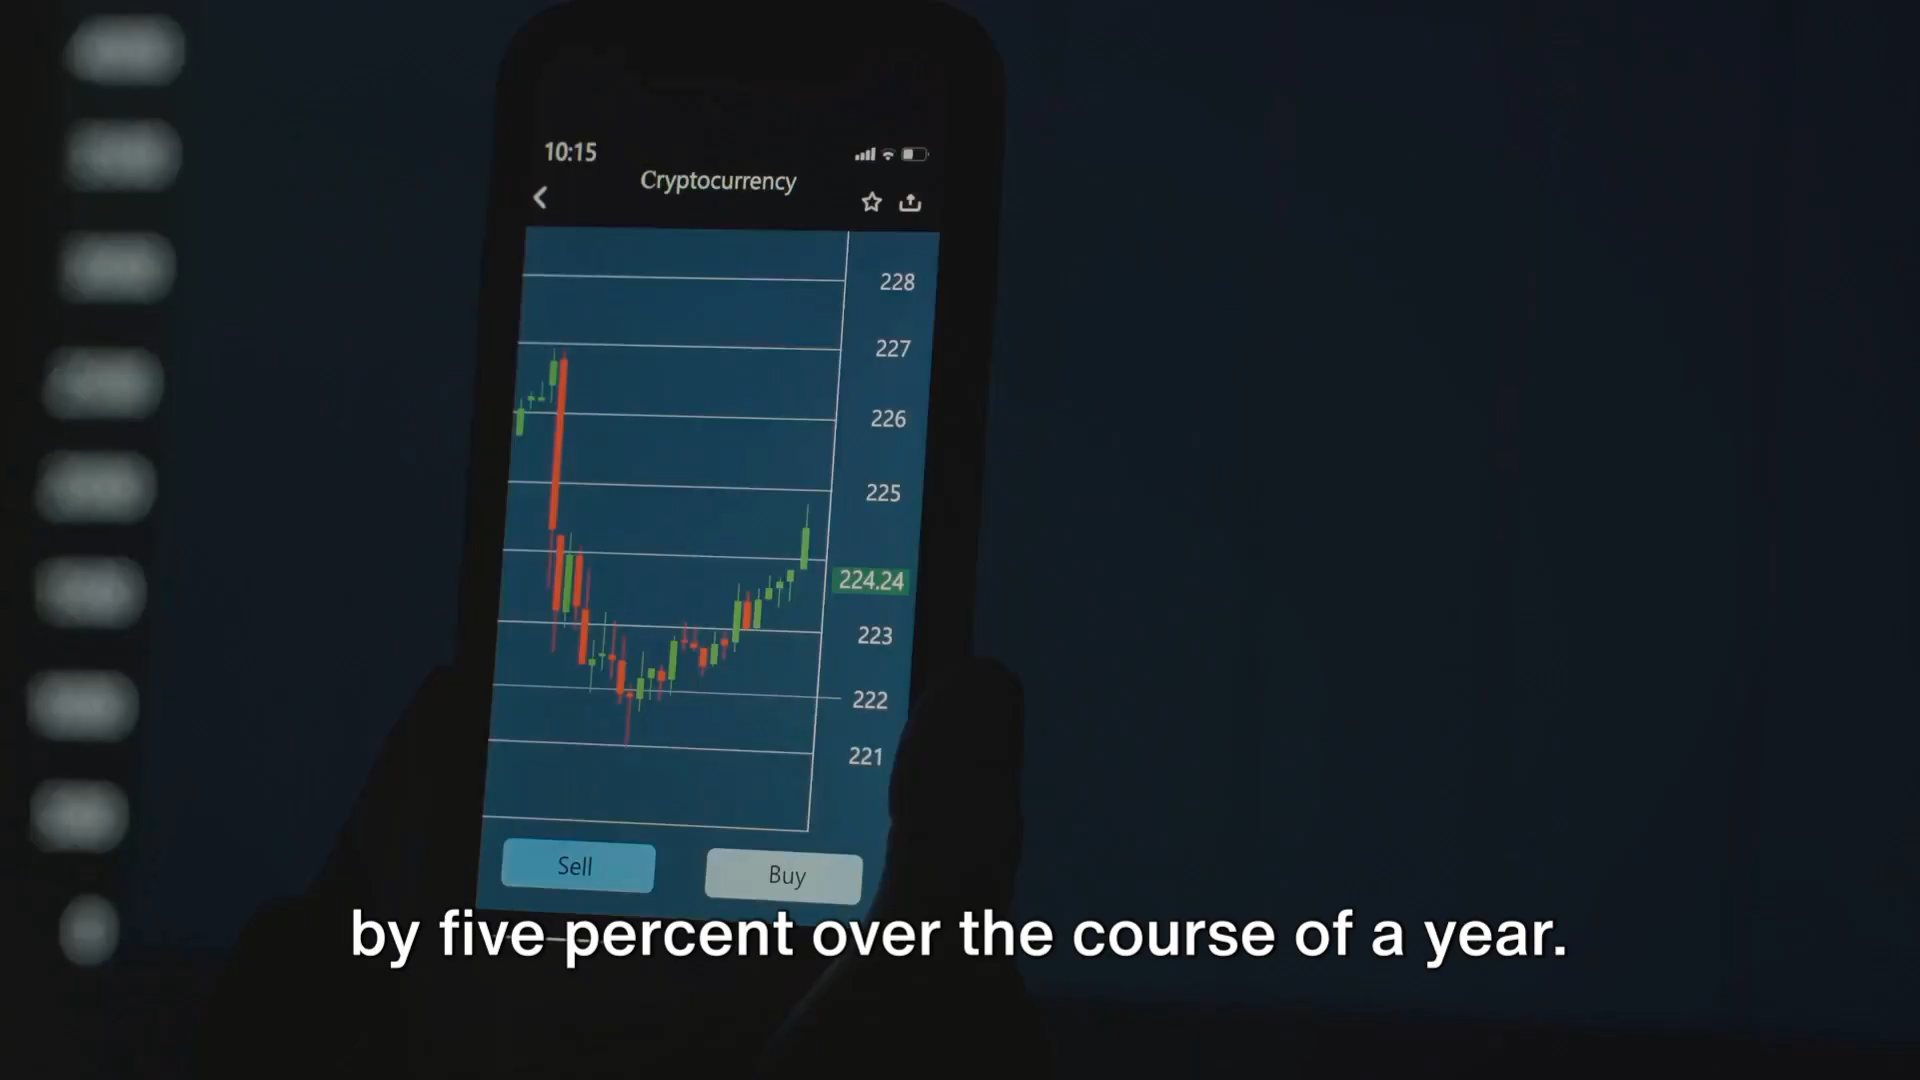 10:15
Cryptocurrency
228
227
226
225
224.24
223
222
221
Sell
Buy
by five percent over the course of a year.